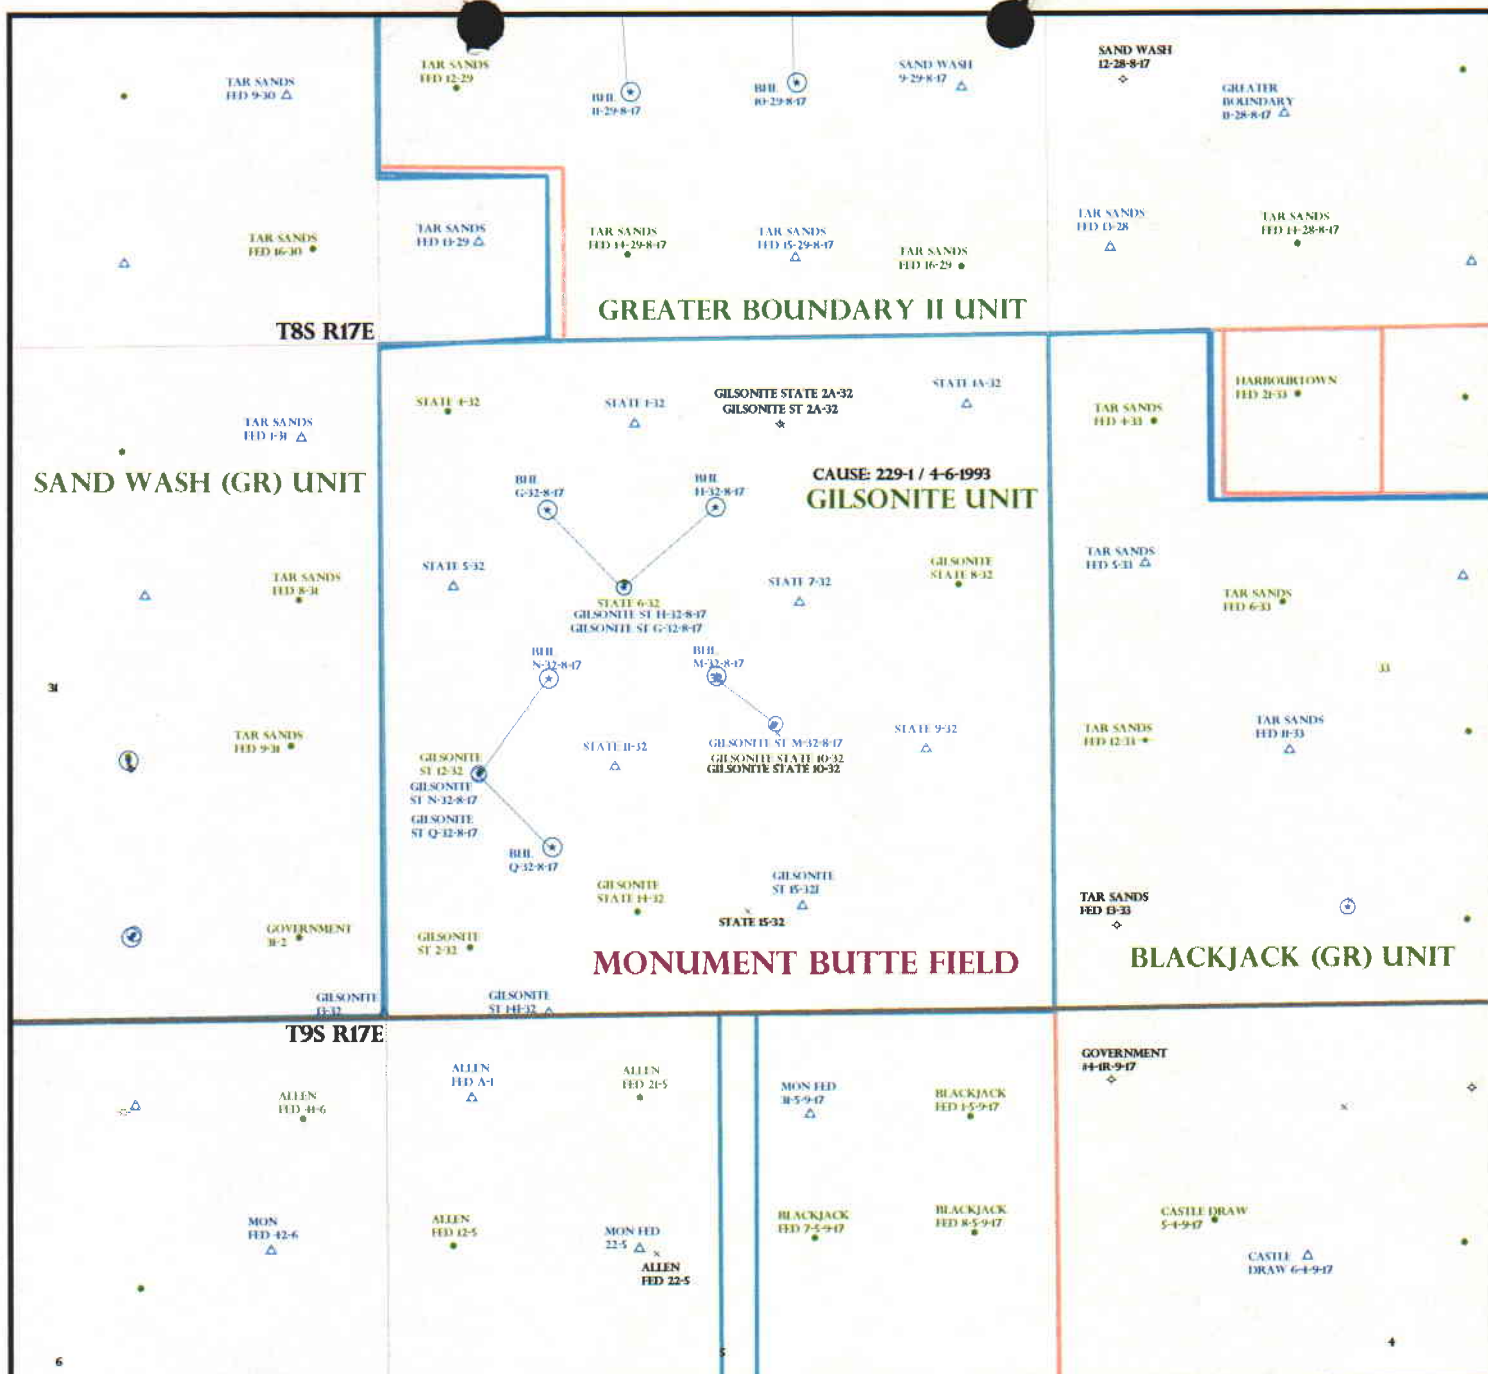 TAR SANDS
FED 9-30
TAR SANDS
FED 12-29
BHL
11-29-8-17
BHL
10-29-8-17
SAND WASH
9-29-8-17
SAND WASH
12-28-8-17
GREATER
BOUNDARY
11-28-8-17
TAR SANDS
FED 16-30
TAR SANDS
FED 13-29
TAR SANDS
FED 14-29-8-17
TAR SANDS
FED 15-29-8-17
TAR SANDS
FED 16-29
TAR SANDS
FED 13-28
TAR SANDS
FED 14-28-8-17
GREATER BOUNDARY II UNIT
T8S R17E
STATE 4-32
STATE 1-32
GILSONITE STATE 2A-32
GILSONITE ST 2A-32
STATE 1A-32
TAR SANDS
FED 4-33
HARBOURTOWN
FED 21-33
TAR SANDS
FED 1-31
SAND WASH (GR) UNIT
BHL
G-32-8-17
BHL
H-32-8-17
CAUSE: 229-1 / 4-6-1993
GILSONITE UNIT
TAR SANDS
FED 8-31
STATE 5-32
STATE 6-32
GILSONITE ST H-32-8-17
GILSONITE ST G-32-8-17
STATE 7-32
GILSONITE
STATE 8-32
TAR SANDS
FED 5-33
TAR SANDS
FED 6-33
31
BHL
N-32-8-17
BHL
M-32-8-17
33
TAR SANDS
FED 9-31
GILSONITE
ST 12-32
GILSONITE
ST N-32-8-17
GILSONITE
ST Q-32-8-17
STATE 11-32
GILSONITE ST M-32-8-17
GILSONITE STATE 10-32
GILSONITE STATE 10-32
STATE 9-32
TAR SANDS
FED 12-33
TAR SANDS
FED 11-33
BHL
Q-32-8-17
GILSONITE
STATE 14-32
GILSONITE
ST 15-32I
STATE 15-32
TAR SANDS
FED 13-33
GOVERNMENT
31-2
GILSONITE
ST 2-32
MONUMENT BUTTE FIELD
BLACKJACK (GR) UNIT
GILSONITE
13-32
GILSONITE
ST 14I-32
T9S R17E
ALLEN
FED 41-6
ALLEN
FED A-1
ALLEN
FED 21-5
MON FED
31-5-9-17
BLACKJACK
FED 1-5-9-17
GOVERNMENT
#4-1R-9-17
MON
FED 42-6
ALLEN
FED 12-5
MON FED
22-5
ALLEN
FED 22-5
BLACKJACK
FED 7-5-9-17
BLACKJACK
FED 8-5-9-17
CASTLE DRAW
5-4-9-17
CASTLE
DRAW 6-4-9-17
6
5
4